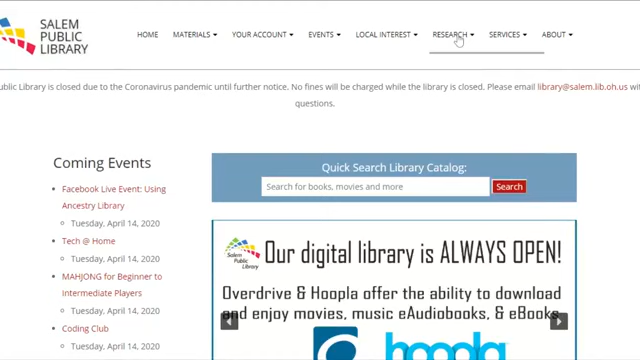 SALEM
PUBLIC
LIBRARY
HOME MATERIALS YOUR ACCOUNT EVENTS LOCAL INTEREST RESEARCH SERVICES ABOUT
ublic Library is closed due to the Coronavirus pandemic until further notice. No fines will be charged while the library is closed. Please email library@salem.lib.oh.us wit
questions.
Coming Events
Facebook Live Event: Using
Ancestry Library
Tuesday, April 14, 2020
Tech @ Home
Tuesday, April 14, 2020
MAHJONG for Beginner to
Intermediate Players
Tuesday, April 14, 2020
Coding Club
Tuesday, April 14, 2020
Quick Search Library Catalog:
Search for books, movies and more Search
Salem
Public
Library
Our digital library is ALWAYS OPEN!
Overdrive & Hoopla offer the ability to download
and enjoy movies, music eAudiobooks, & eBooks.
hoopla